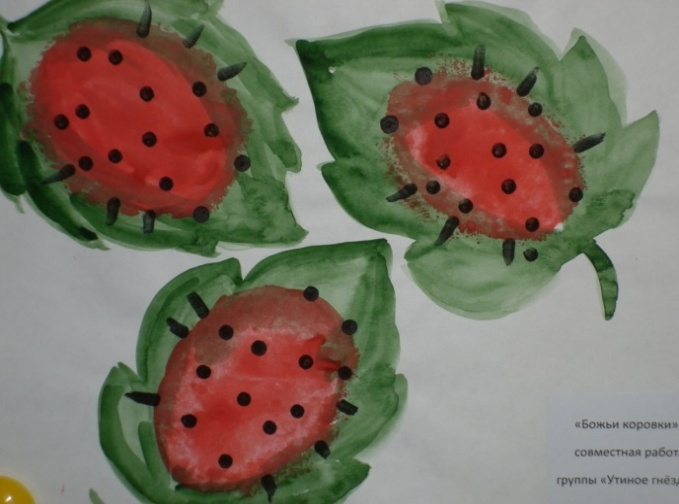 «Божьи коровки»
совместная работ
группы «Утиное гнёзд